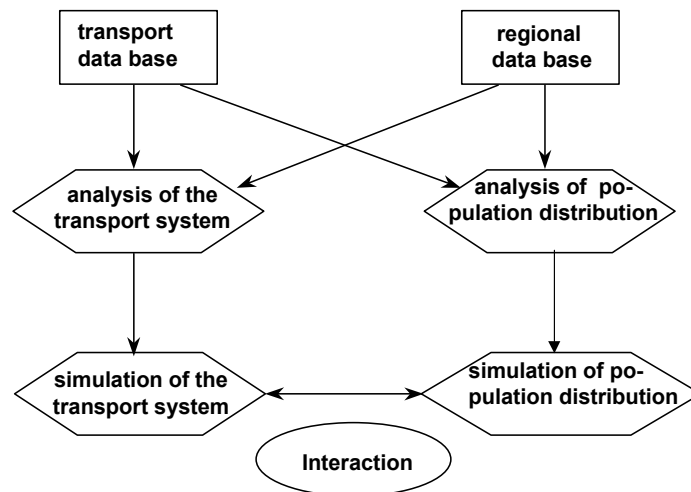 transport
data base
regional
data base
analysis of the
transport system
analysis of po-
pulation distribution
simulation of the
transport system
simulation of po-
pulation distribution
Interaction